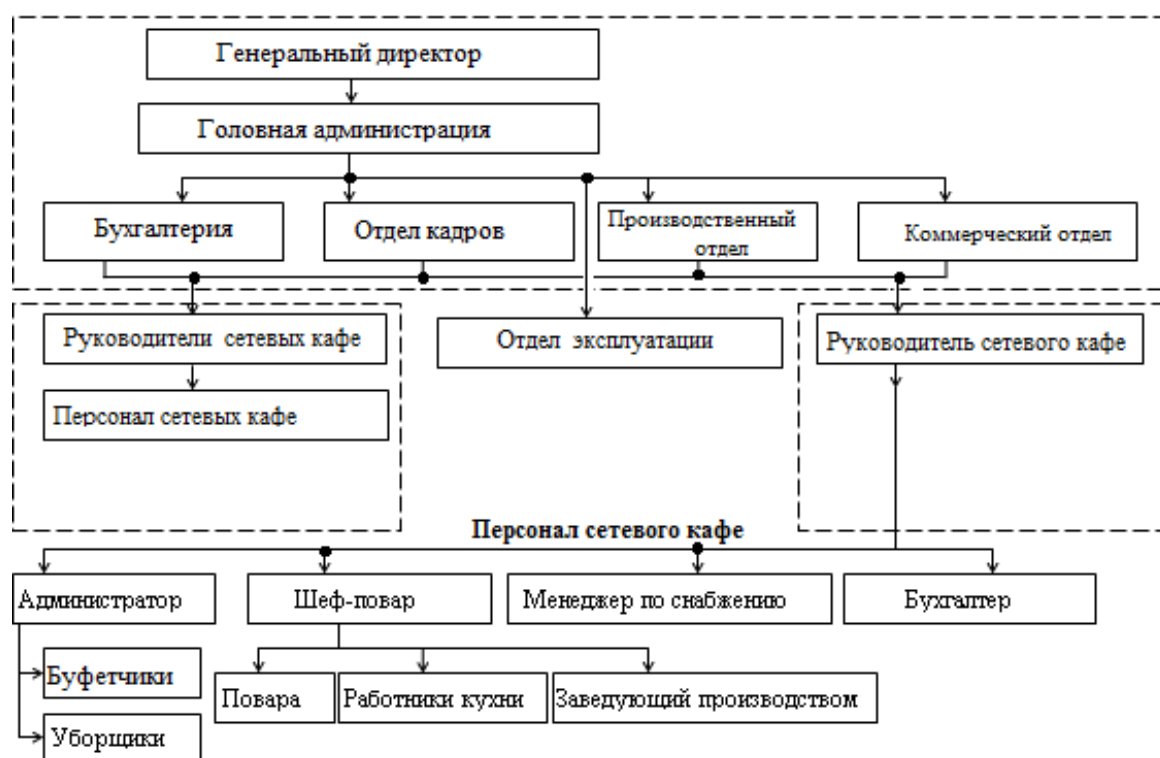 Генеральный директор
Головная администрация
Бухгалтерия
Отдел кадров
Производственный
отдел
Коммерческий отдел
Руководители сетевых кафе
Отдел эксплуатации
Руководитель сетевого кафе
Персонал сетевых кафе
Персонал сетевого кафе
Администратор
Шеф-повар
Менеджер по снабжению
Бухгалтер
Буфетчики
Повара
Работники кухни
Заведующий производством
Уборщики